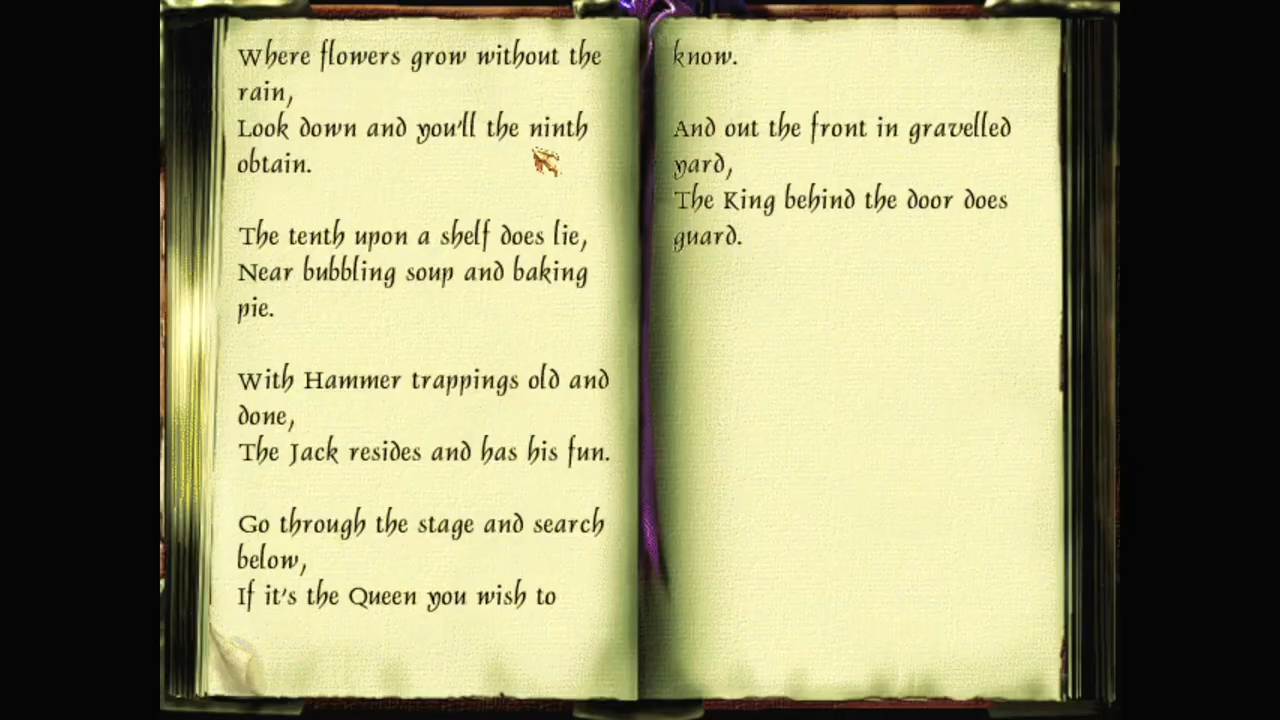 Where flowers grow without the
rain,
Look down and you'll the ninth
obtain.
The tenth upon a shelf does lie,
Near bubbling soup and baking
pie.
With Hammer trappings old and
done,
The Jack resides and has his fun.
Go through the stage and search
below,
If it's the Queen you wish to
know.
And out the front in gravelled
yard,
The King behind the door does
guard.